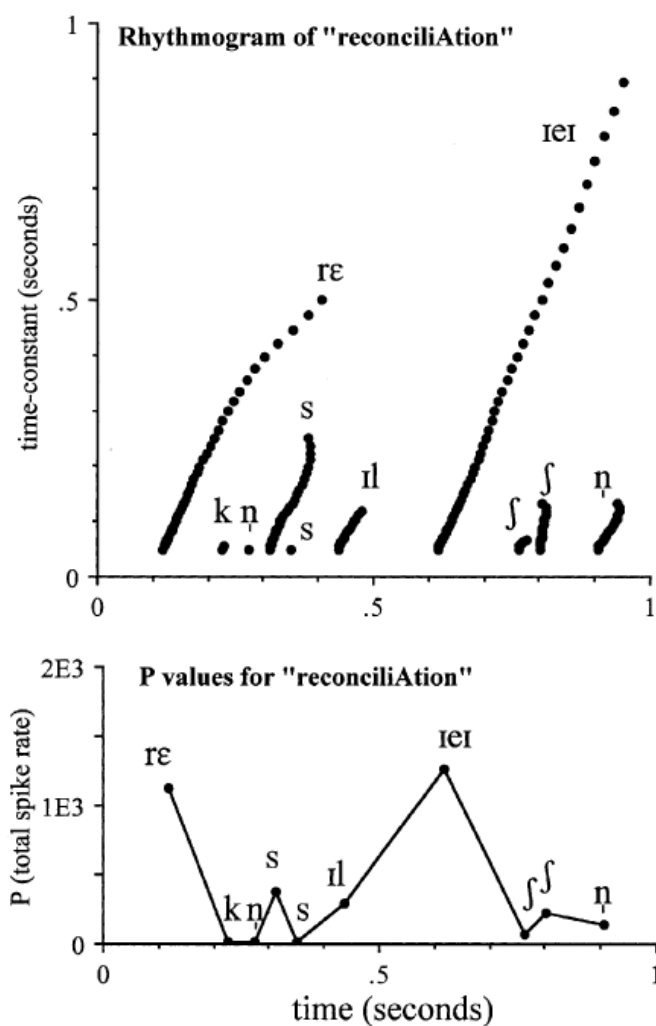 1
Rhythmogram of "reconciliAtion"
ɪeɪ
rɛ
time-constant (seconds)
.5
s
ɪl
k n̩ s
ʃ ʃ n̩
0
0 .5 1
2E3
P values for "reconciliAtion"
rɛ
ɪeɪ
P (total spike rate)
1E3
s
k n̩ s ɪl
ʃ ʃ n̩
0
0 .5 1
time (seconds)